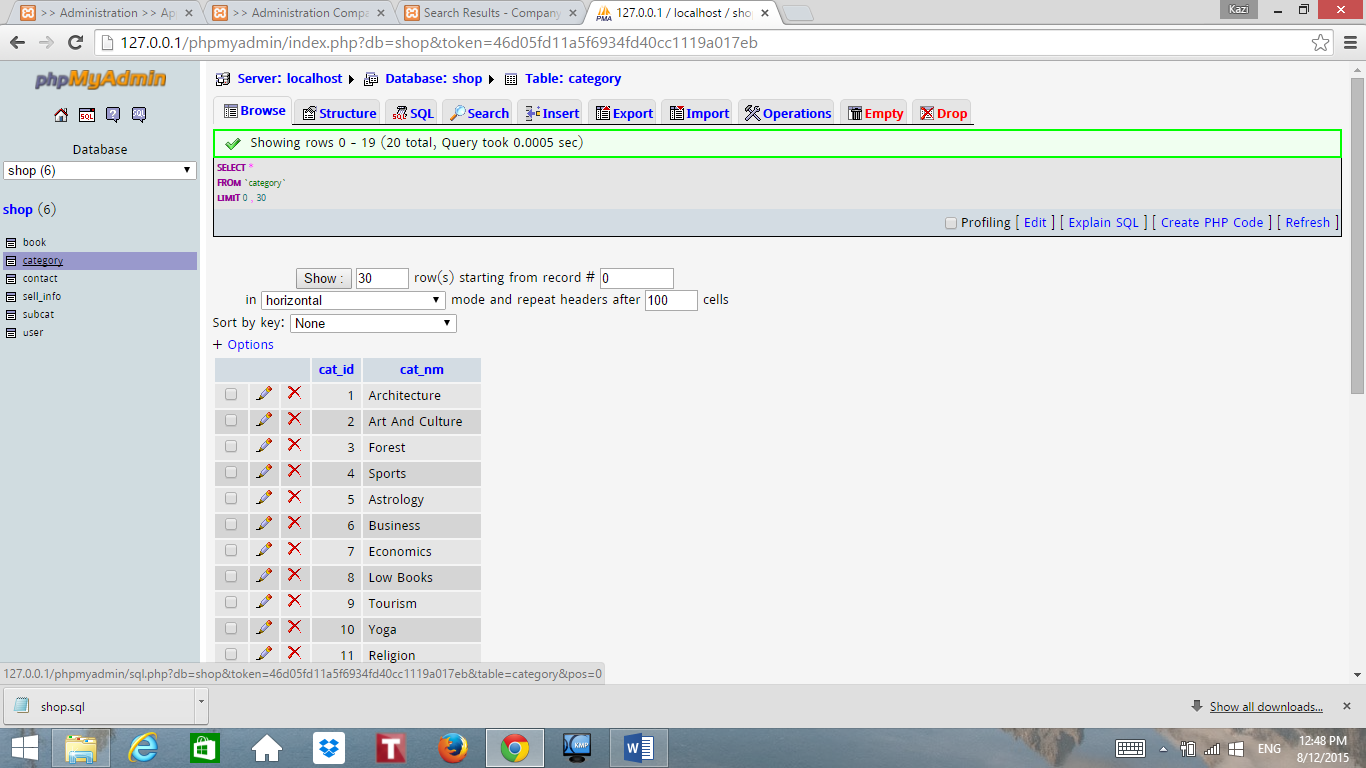 >> Administration >> Ap
>> Administration Compa
Search Results - Company
127.0.0.1 / localhost / sho
Kazi
127.0.0.1/phpmyadmin/index.php?db=shop&token=46d05fd11a5f6934fd40cc1119a017eb
phpMyAdmin
Server: localhost Database: shop Table: category
Browse Structure SQL Search Insert Export Import Operations Empty Drop
SQL
Database
shop (6)
shop (6)
book
category
contact
sell_info
subcat
user
Showing rows 0 - 19 (20 total, Query took 0.0005 sec)
SELECT *
FROM `category`
LIMIT 0 , 30
Profiling [ Edit ] [ Explain SQL ] [ Create PHP Code ] [ Refresh ]
Show : 30 row(s) starting from record # 0
in horizontal mode and repeat headers after 100 cells
Sort by key: None
+ Options
cat_id cat_nm
1 Architecture
2 Art And Culture
3 Forest
4 Sports
5 Astrology
6 Business
7 Economics
8 Low Books
9 Tourism
10 Yoga
11 Religion
127.0.0.1/phpmyadmin/sql.php?db=shop&token=46d05fd11a5f6934fd40cc1119a017eb&table=category&pos=0
shop.sql
Show all downloads...
ENG
12:48 PM
8/12/2015